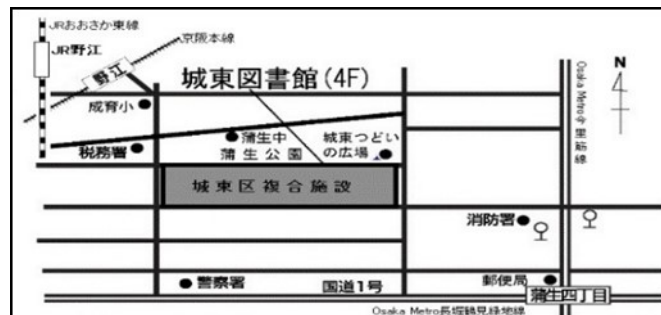 JRおおさか東線
京阪本線
JR野江
野江
N
城東図書館(4F)
成育小
Osaka Metro今里筋線
蒲生中
蒲生公園
城東つどい
の広場
税務署
城東区複合施設
消防署
警察署
国道1号
郵便局
蒲生四丁目
Osaka Metro長堀鶴見緑地線